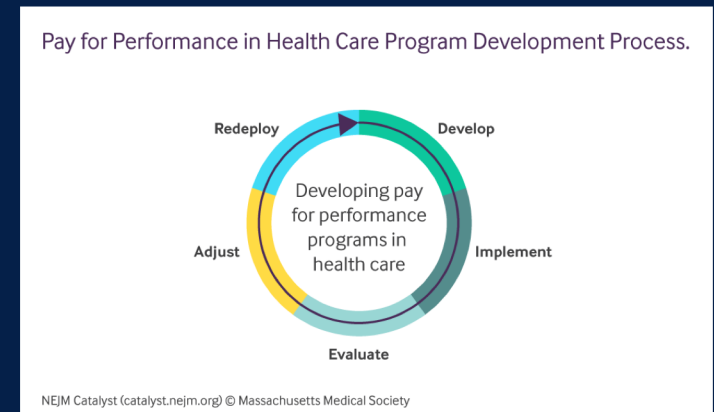 Pay for Performance in Health Care Program Development Process.
Redeploy
Develop
Developing pay
for performance
programs in
health care
Adjust
Implement
Evaluate
NEJM Catalyst (catalyst.nejm.org) © Massachusetts Medical Society